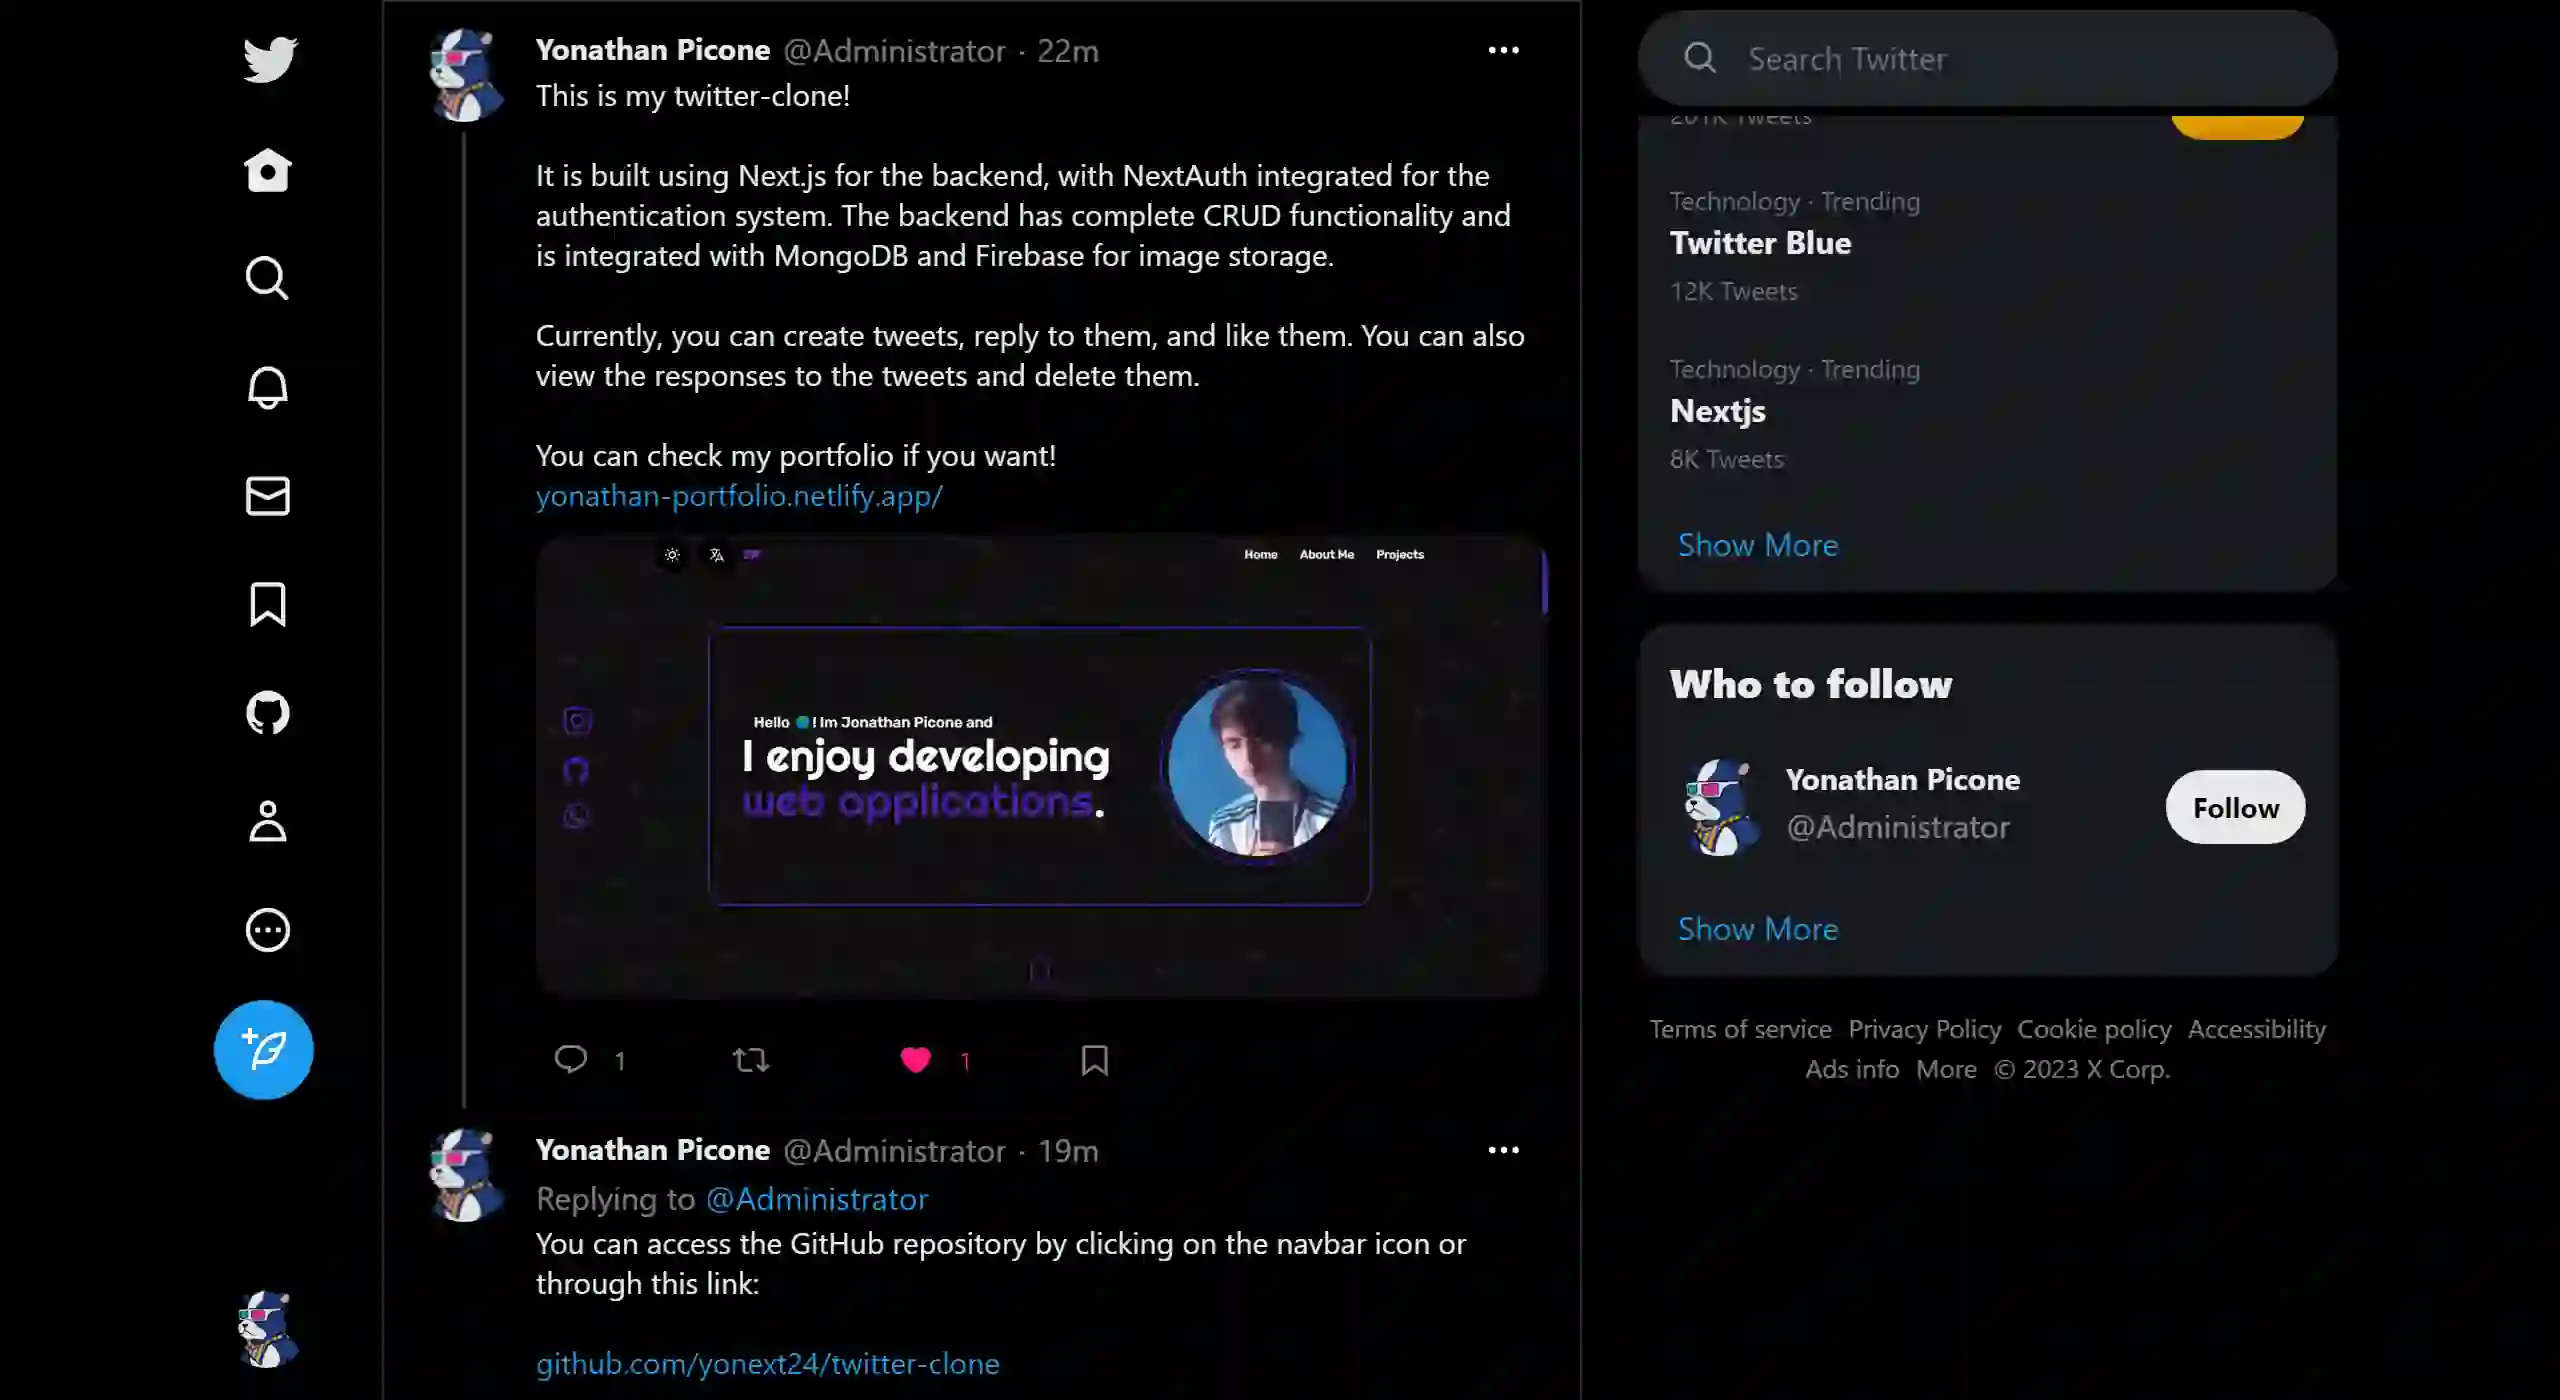 Yonathan Picone @Administrator · 22m
This is my twitter-clone!
It is built using Next.js for the backend, with NextAuth integrated for the
authentication system. The backend has complete CRUD functionality and
is integrated with MongoDB and Firebase for image storage.
Currently, you can create tweets, reply to them, and like them. You can also
view the responses to the tweets and delete them.
You can check my portfolio if you want!
yonathan-portfolio.netlify.app/
Home About Me Projects
Hello ! Im Jonathan Picone and
I enjoy developing
web applications.
1 1
Yonathan Picone @Administrator · 19m
Replying to @Administrator
You can access the GitHub repository by clicking on the navbar icon or
through this link:
github.com/yonext24/twitter-clone
Search Twitter
201K Tweets
Technology · Trending
Twitter Blue
12K Tweets
Technology · Trending
Nextjs
8K Tweets
Show More
Who to follow
Yonathan Picone
@Administrator
Follow
Show More
Terms of service Privacy Policy Cookie policy Accessibility
Ads info More © 2023 X Corp.